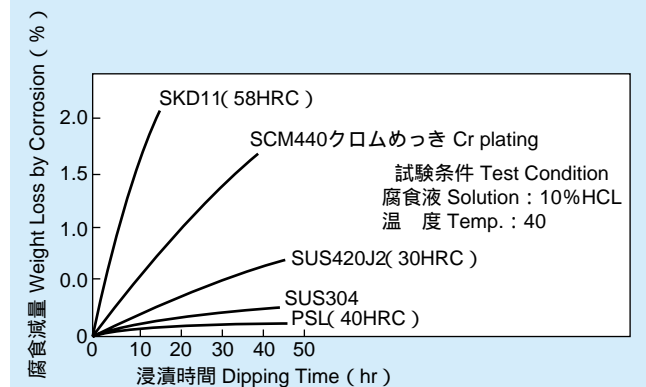 腐食減量 Weight Loss by Corrosion ( % )
2.0
1.5
1.0
0.0
0
SKD11( 58HRC )
SCM440クロムめっき Cr plating
試験条件 Test Condition
腐食液 Solution：10%HCL
温　度 Temp.：40
SUS420J2( 30HRC )
SUS304
PSL( 40HRC )
0 10 20 30 40 50
浸漬時間 Dipping Time ( hr )